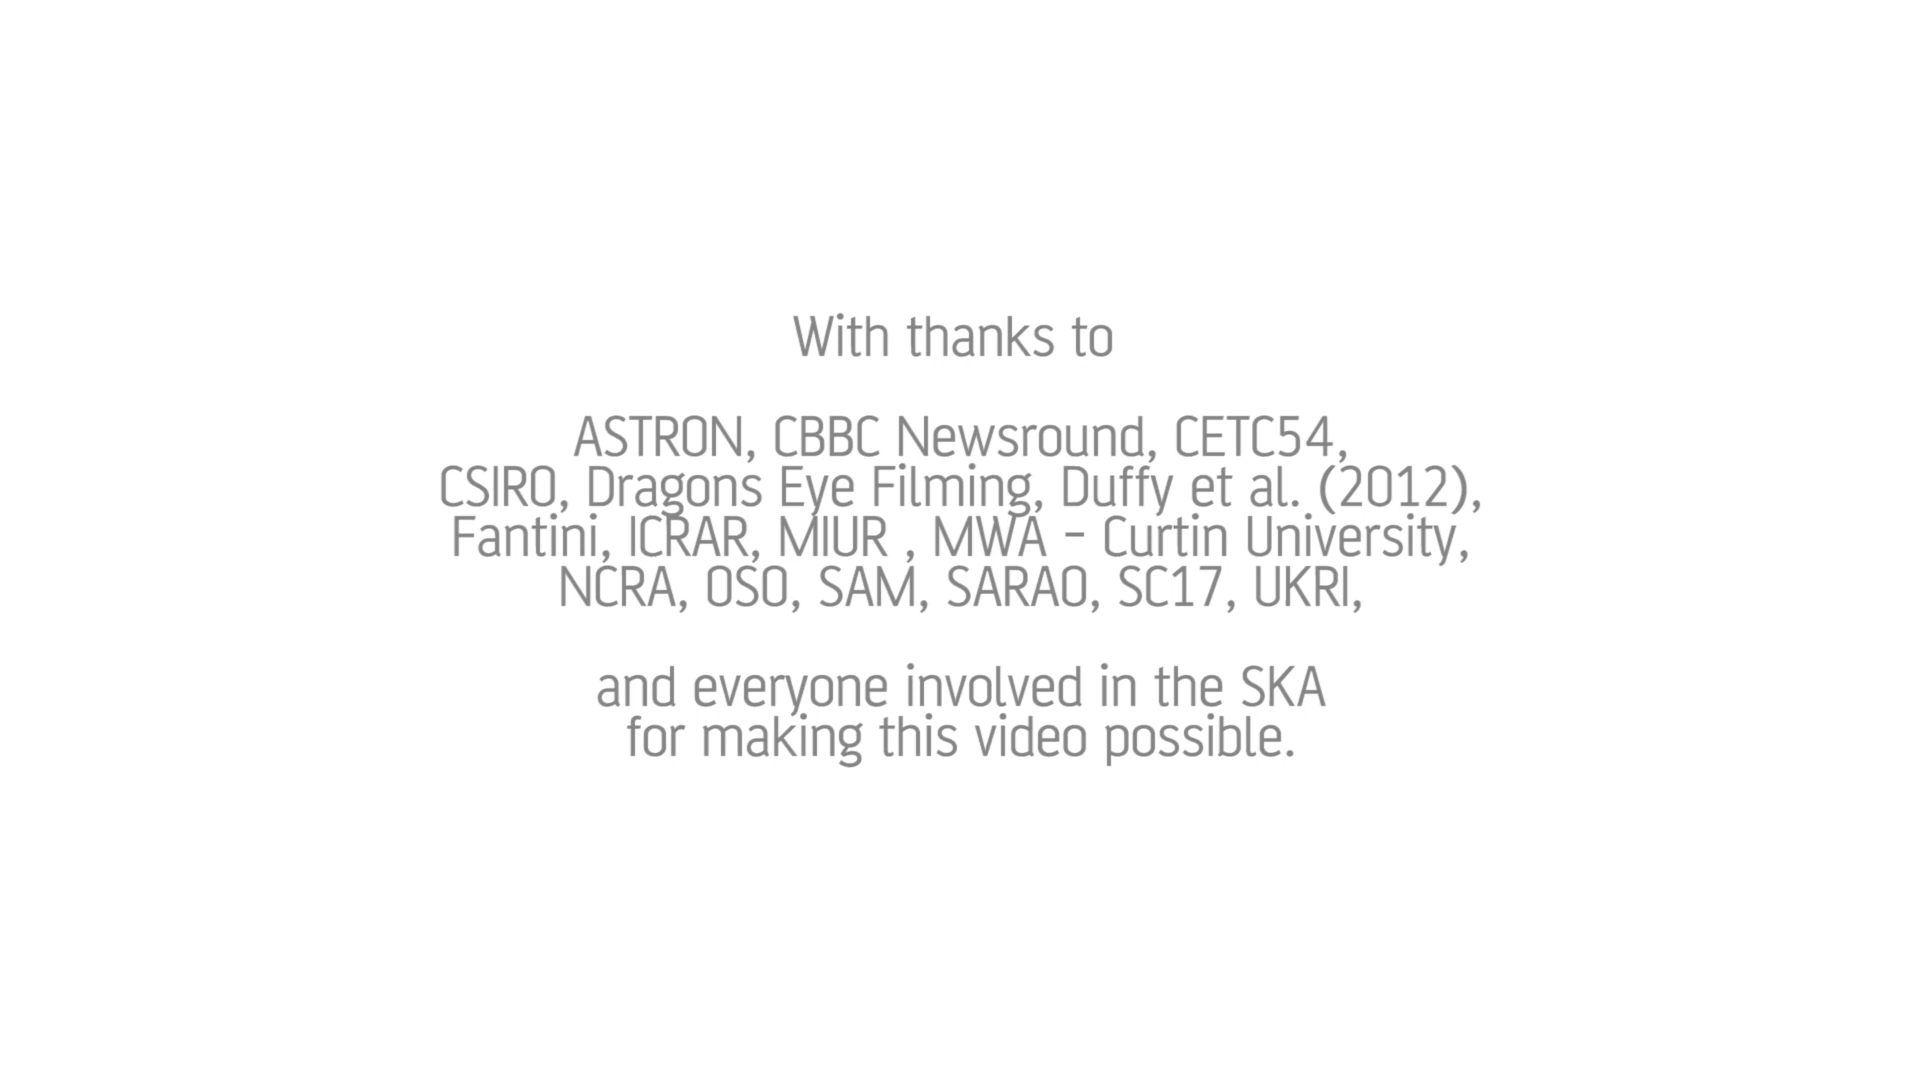 With thanks to
ASTRON, CBBC Newsround, CETC54,
CSIRO, Dragons Eye Filming, Duffy et al. (2012),
Fantini, ICRAR, MIUR , MWA - Curtin University,
NCRA, OSO, SAM, SARAO, SC17, UKRI,
and everyone involved in the SKA
for making this video possible.